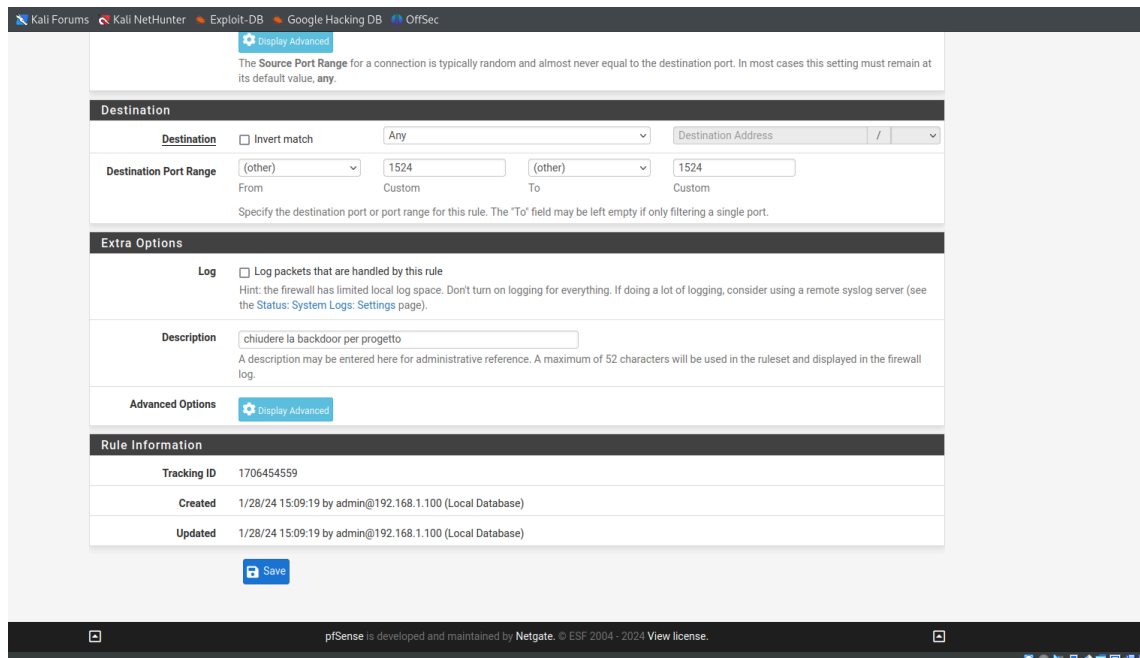 Kali Forums Kali NetHunter Exploit-DB Google Hacking DB OffSec
Display Advanced
The Source Port Range for a connection is typically random and almost never equal to the destination port. In most cases this setting must remain at
its default value, any.
Destination
Destination Invert match Any Destination Address /
Destination Port Range (other) 1524 (other) 1524
From Custom To Custom
Specify the destination port or port range for this rule. The "To" field may be left empty if only filtering a single port.
Extra Options
Log Log packets that are handled by this rule
Hint: the firewall has limited local log space. Don't turn on logging for everything. If doing a lot of logging, consider using a remote syslog server (see
the Status: System Logs: Settings page).
Description chiudere la backdoor per progetto
A description may be entered here for administrative reference. A maximum of 52 characters will be used in the ruleset and displayed in the firewall
log.
Advanced Options Display Advanced
Rule Information
Tracking ID 1706454559
Created 1/28/24 15:09:19 by admin@192.168.1.100 (Local Database)
Updated 1/28/24 15:09:19 by admin@192.168.1.100 (Local Database)
Save
pfSense is developed and maintained by Netgate. © ESF 2004 - 2024 View license.